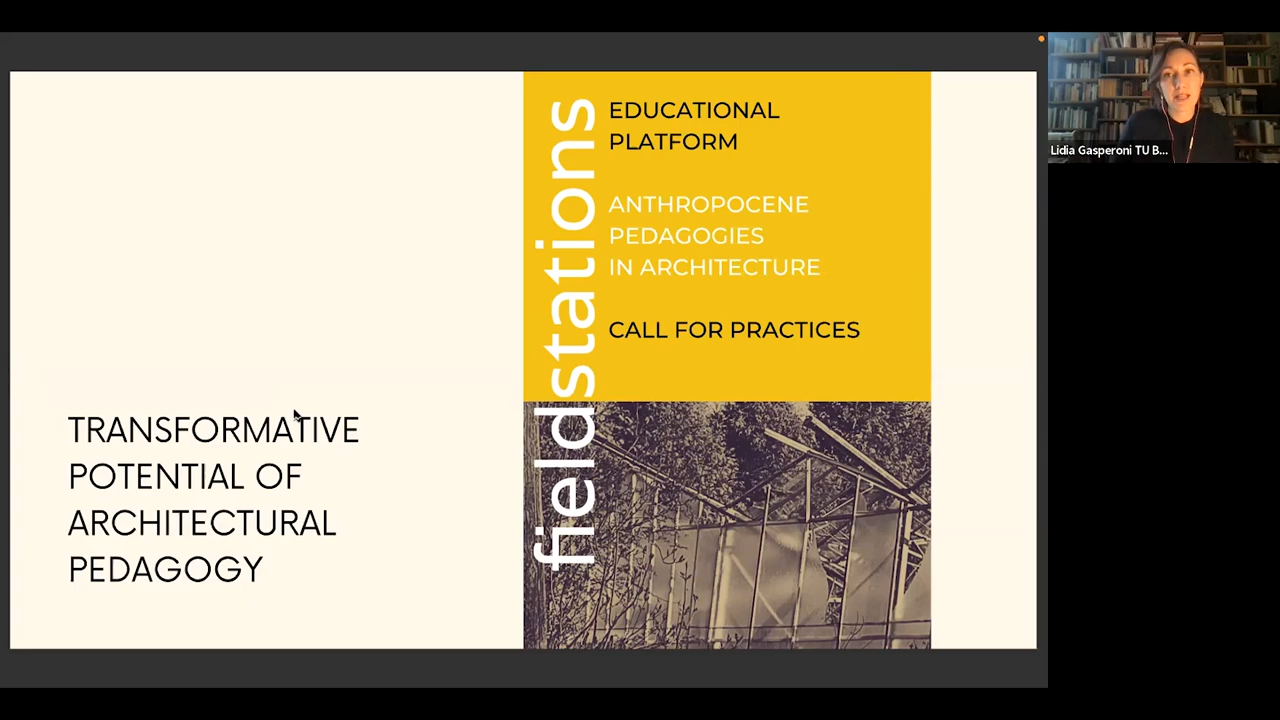 TRANSFORMATIVE
POTENTIAL OF
ARCHITECTURAL
PEDAGOGY
fieldstations
EDUCATIONAL
PLATFORM
ANTHROPOCENE
PEDAGOGIES
IN ARCHITECTURE
CALL FOR PRACTICES
Lidia Gasperoni TU B...